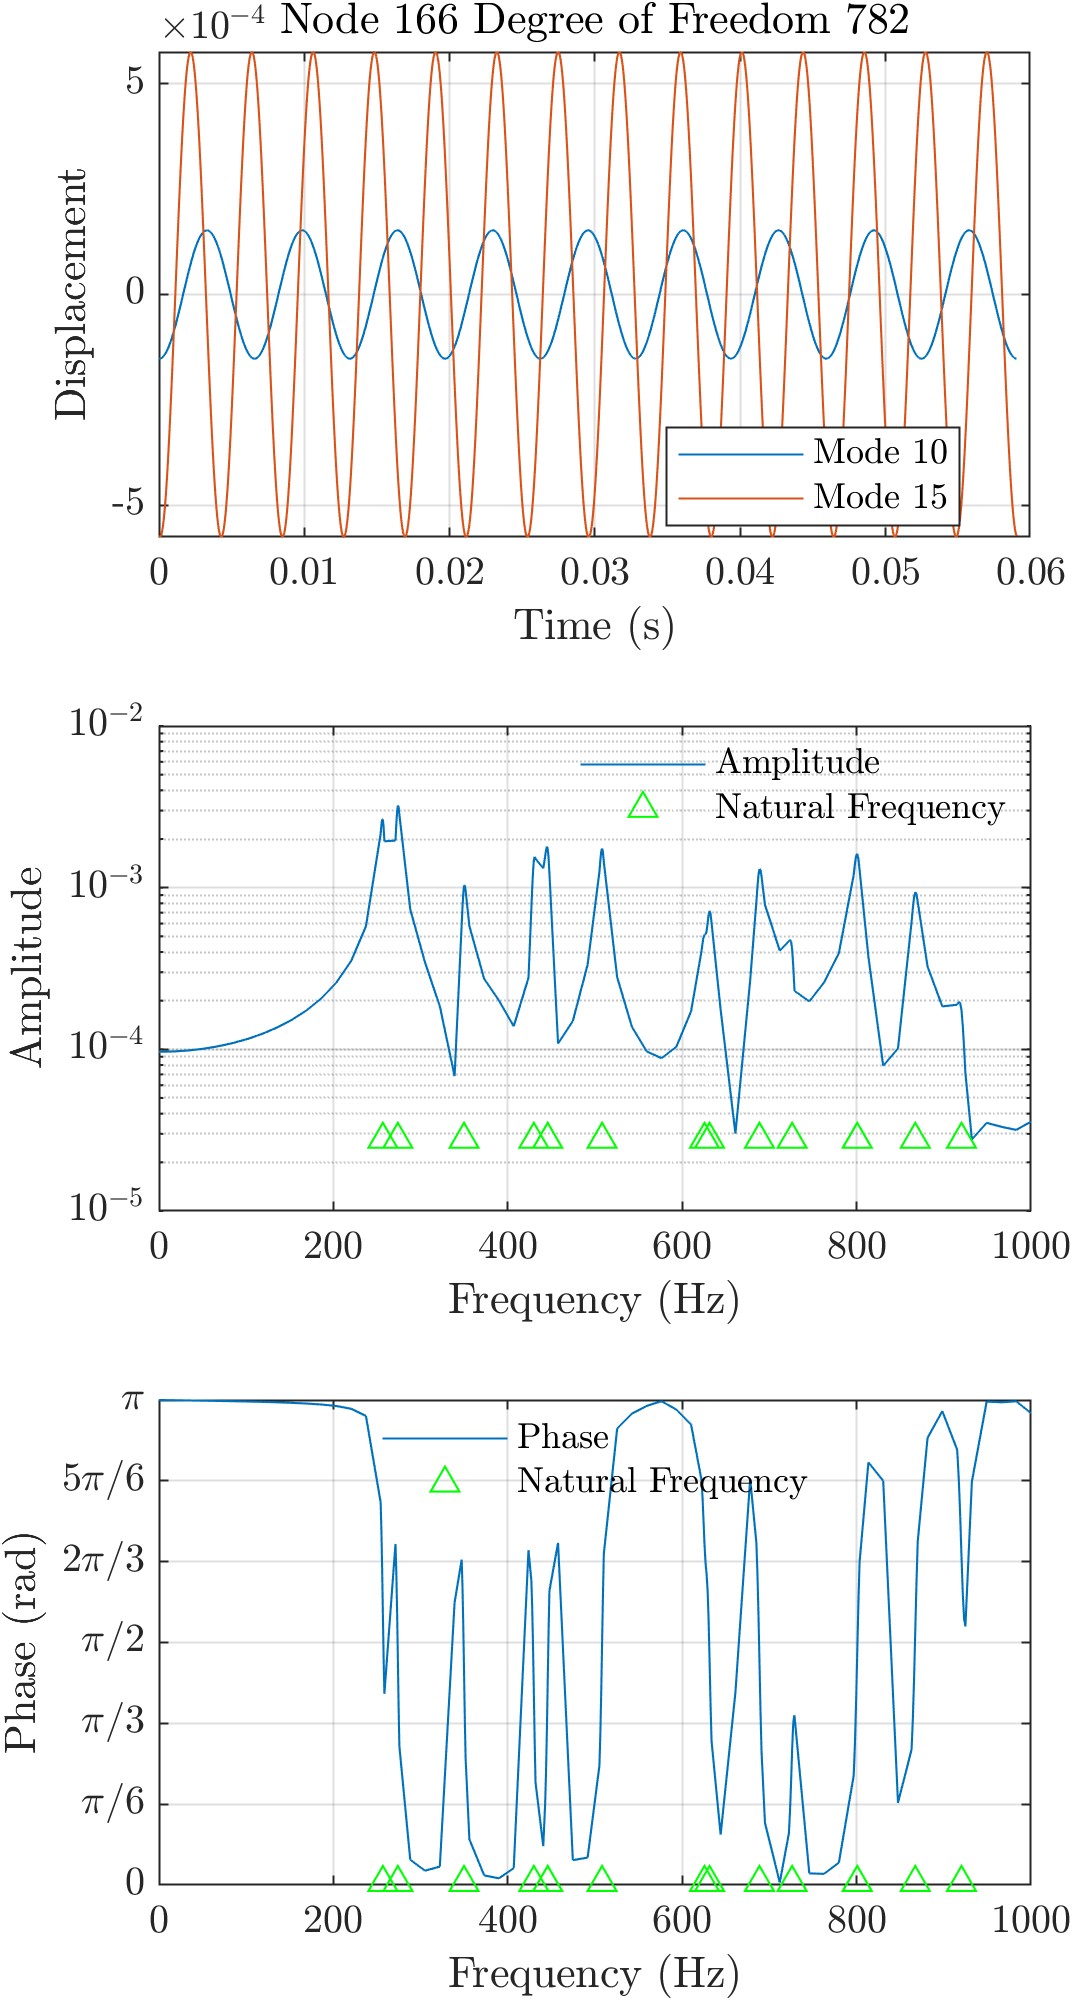 ×10⁻⁴ Node 166 Degree of Freedom 782
5
0
-5
Displacement
Mode 10
Mode 15
0 0.01 0.02 0.03 0.04 0.05 0.06
Time (s)
10⁻²
10⁻³
10⁻⁴
10⁻⁵
Amplitude
Amplitude
Natural Frequency
0 200 400 600 800 1000
Frequency (Hz)
π
5π/6
2π/3
π/2
π/3
π/6
0
Phase (rad)
Phase
Natural Frequency
0 200 400 600 800 1000
Frequency (Hz)